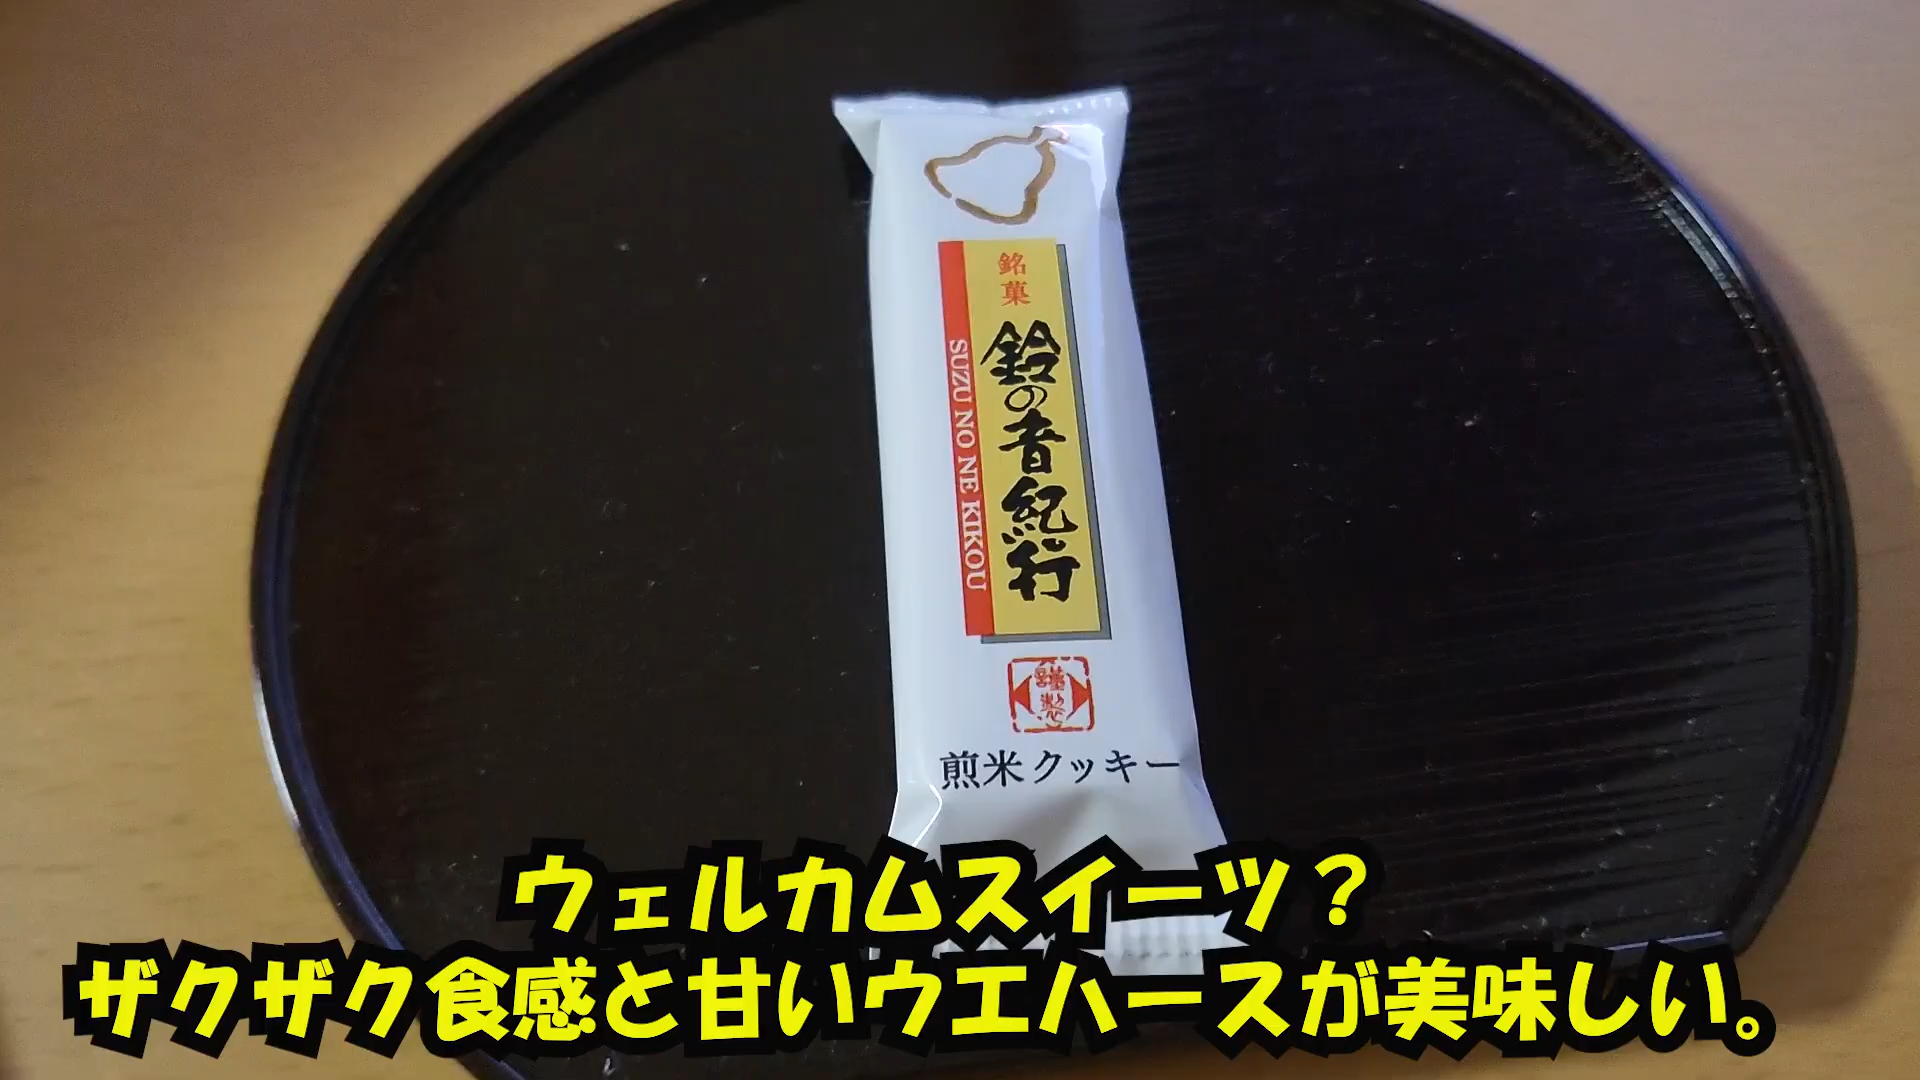 銘菓
鈴の音紀行
SUZU NO NE KIKOU
謹製
煎米クッキー
ウェルカムスイーツ？
ザクザク食感と甘いウエハースが美味しい。